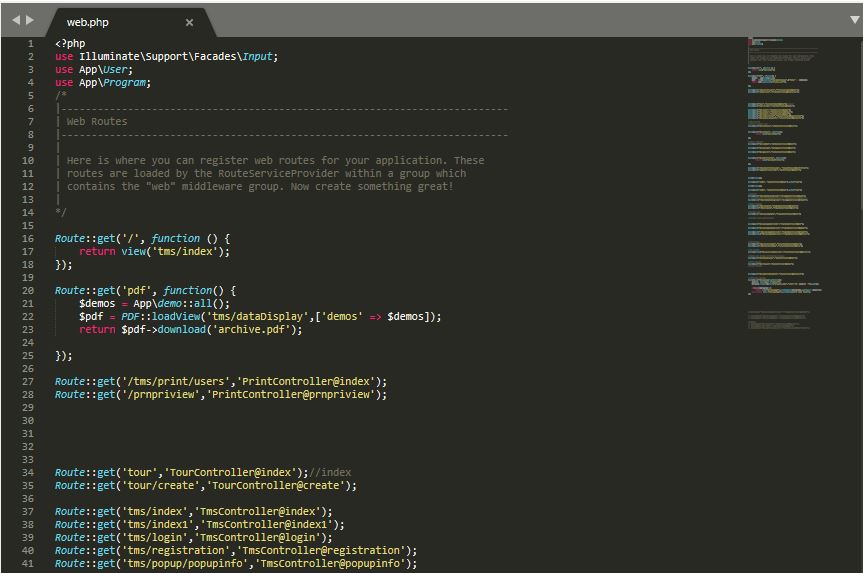 web.php ×
1 <?php
2 use Illuminate\Support\Facades\Input;
3 use App\User;
4 use App\Program;
5 /*
6 |--------------------------------------------------------------------------
7 | Web Routes
8 |--------------------------------------------------------------------------
9 |
10 | Here is where you can register web routes for your application. These
11 | routes are loaded by the RouteServiceProvider within a group which
12 | contains the "web" middleware group. Now create something great!
13 |
14 */
15
16 Route::get('/', function () {
17     return view('tms/index');
18 });
19
20 Route::get('pdf', function() {
21     $demos = App\demo::all();
22     $pdf = PDF::loadView('tms/dataDisplay',['demos' => $demos]);
23     return $pdf->download('archive.pdf');
24
25 });
26
27 Route::get('/tms/print/users','PrintController@index');
28 Route::get('/prnpriview','PrintController@prnpriview');
29
30
31
32
33
34 Route::get('tour','TourController@index');//index
35 Route::get('tour/create','TourController@create');
36
37 Route::get('tms/index','TmsController@index');
38 Route::get('tms/index1','TmsController@index1');
39 Route::get('tms/login','TmsController@login');
40 Route::get('tms/registration','TmsController@registration');
41 Route::get('tms/popup/popupinfo','TmsController@popupinfo');